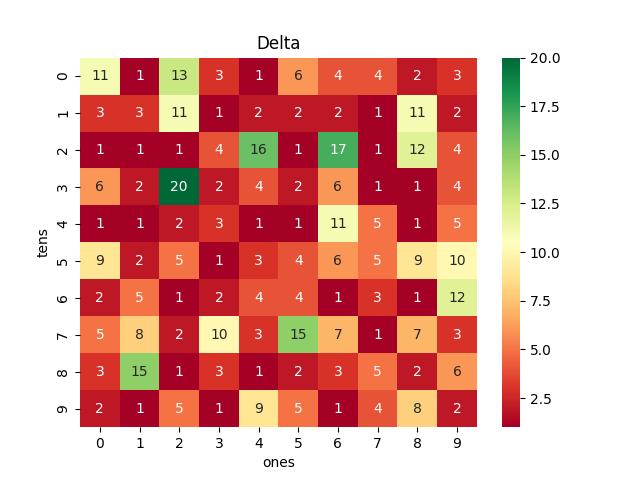 Delta
0 11 1 13 3 1 6 4 4 2 3
1 3 3 11 1 2 2 2 1 11 2
2 1 1 1 4 16 1 17 1 12 4
3 6 2 20 2 4 2 6 1 1 4
4 1 1 2 3 1 1 11 5 1 5
5 9 2 5 1 3 4 6 5 9 10
6 2 5 1 2 4 4 1 3 1 12
7 5 8 2 10 3 15 7 1 7 3
8 3 15 1 3 1 2 3 5 2 6
9 2 1 5 1 9 5 1 4 8 2
0 1 2 3 4 5 6 7 8 9
ones
tens
20.0
17.5
15.0
12.5
10.0
7.5
5.0
2.5